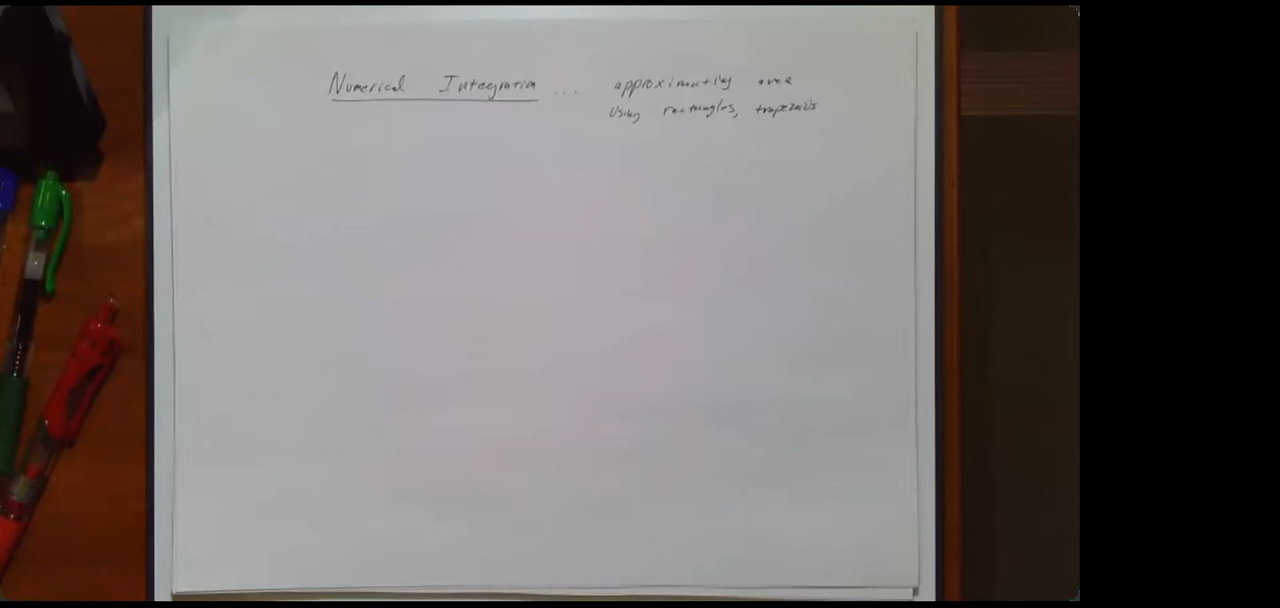 Numerical Integration ... approximating area
using rectangles, trapezoids